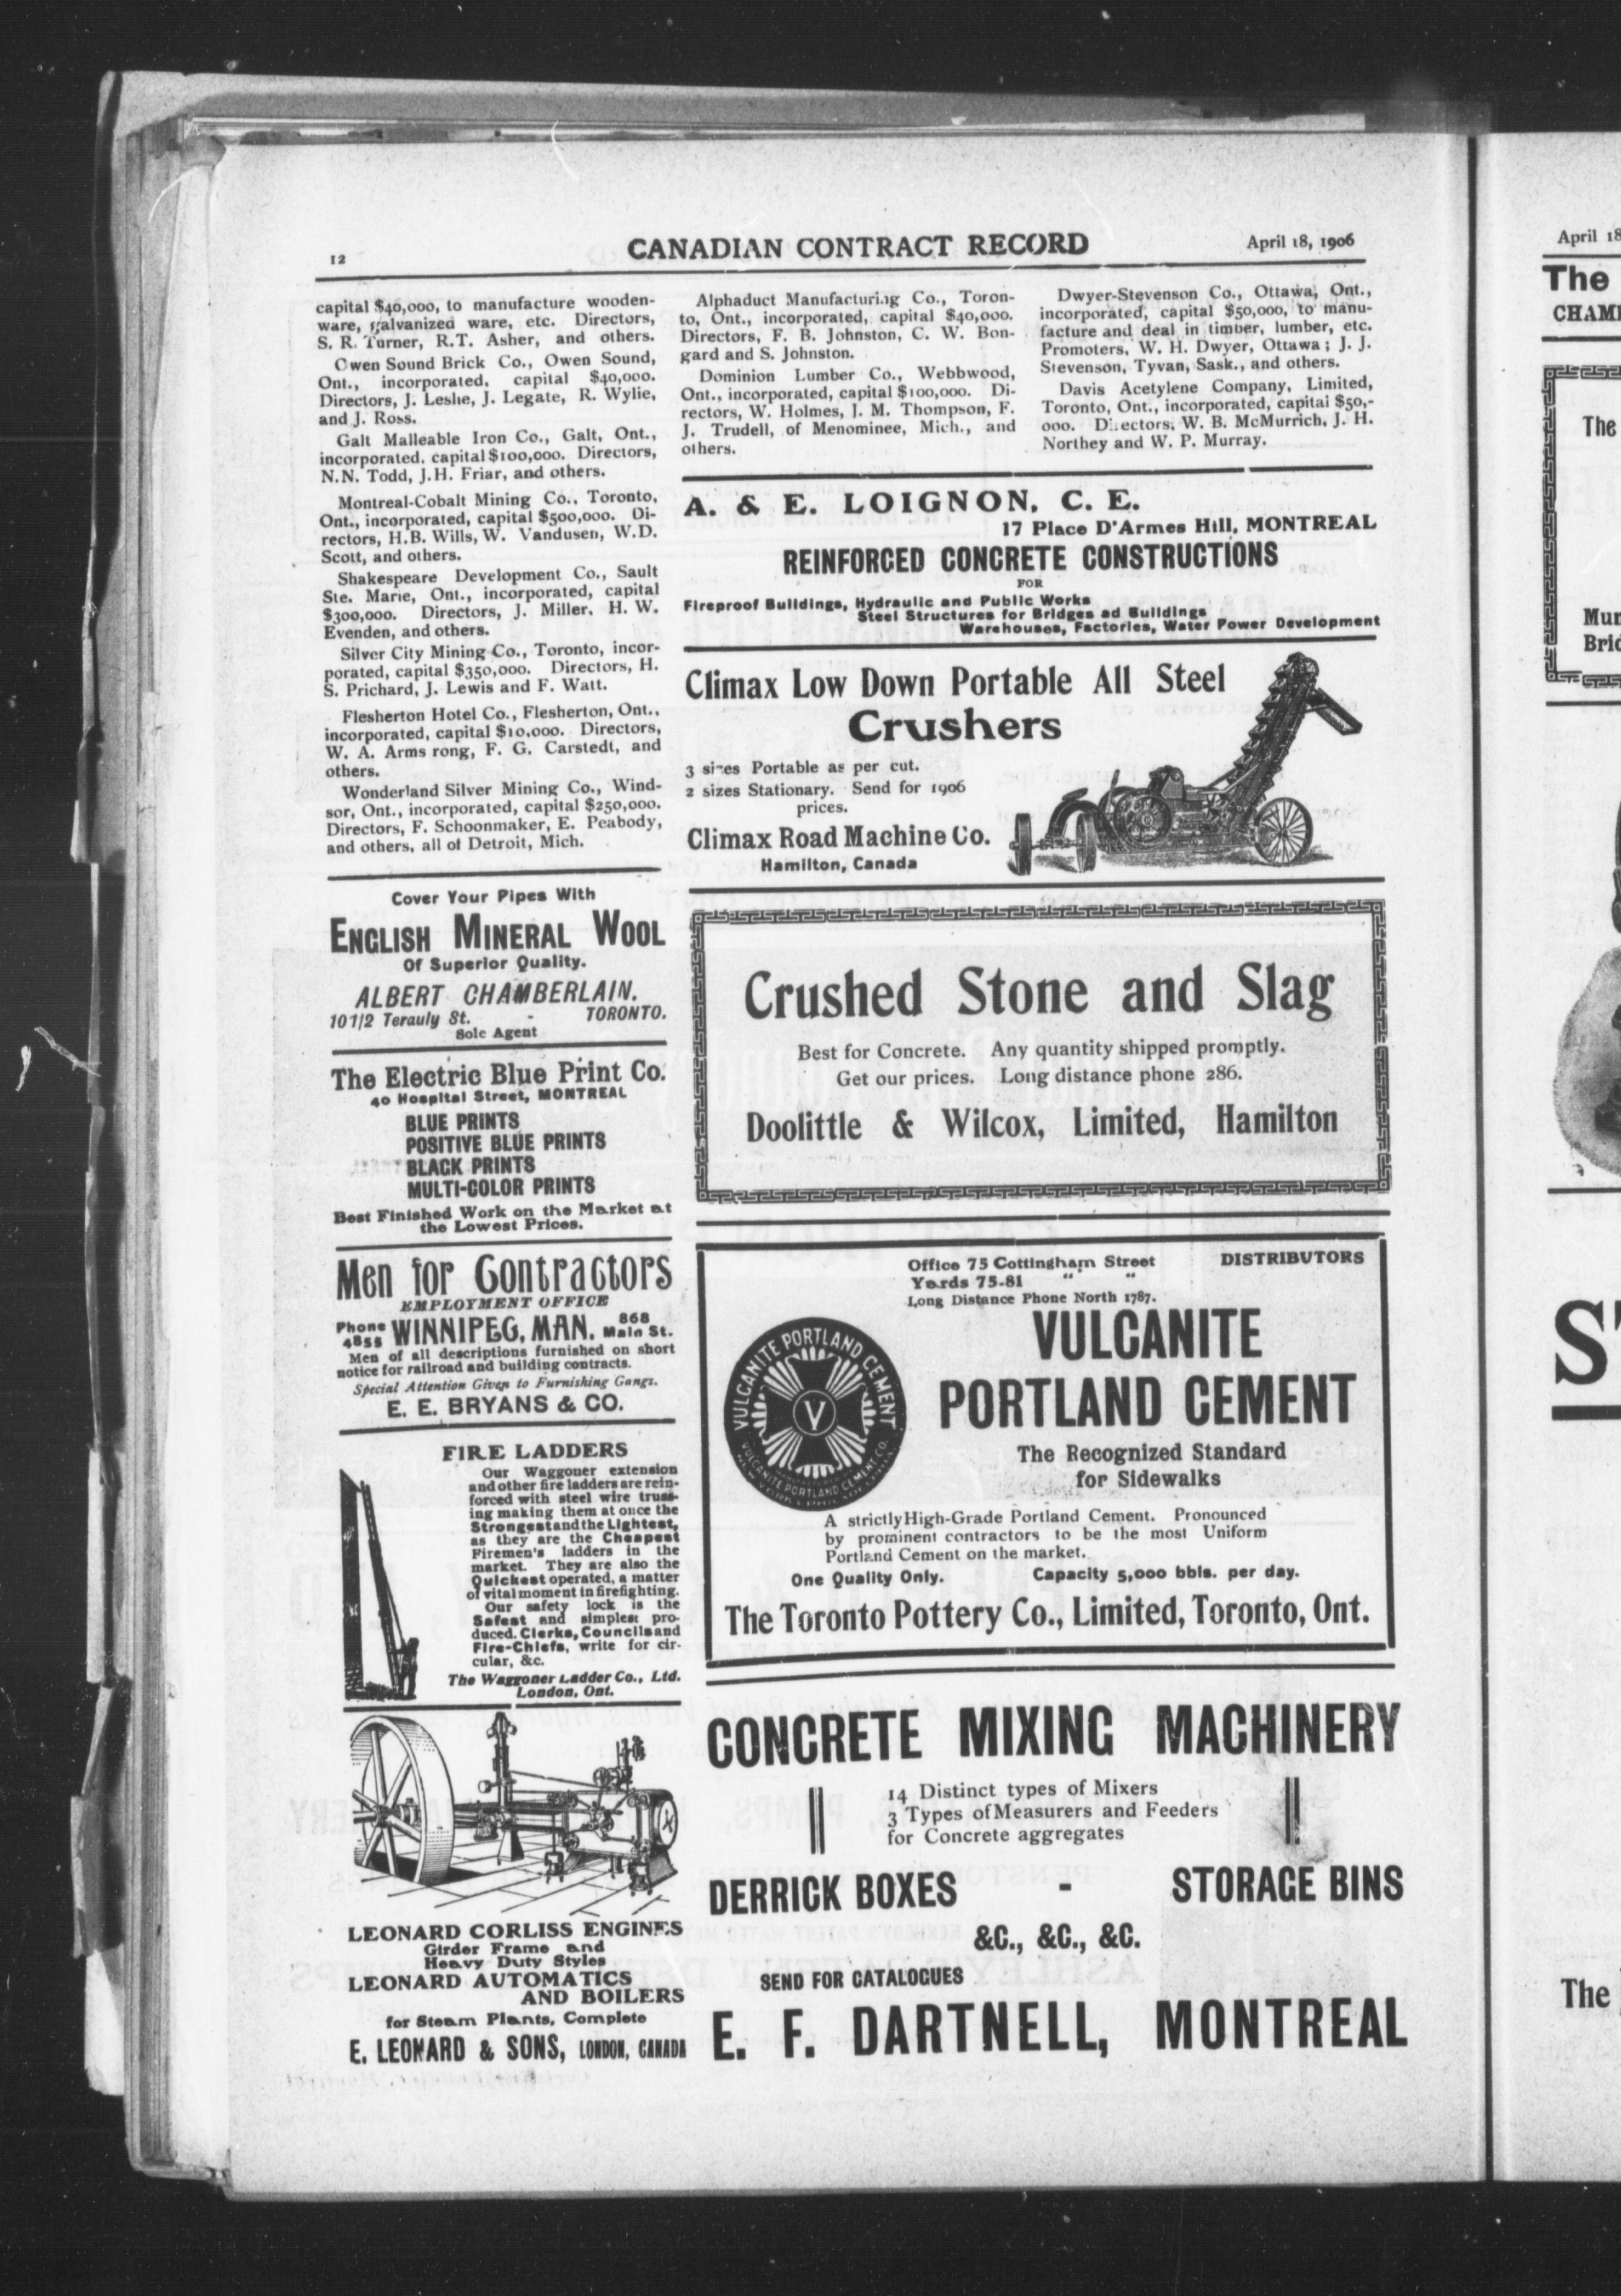 12
CANADIAN CONTRACT RECORD
April 18, 1906
capital $40,000, to manufacture wooden-
ware, galvanized ware, etc. Directors,
S. R. Turner, R.T. Asher, and others.
Owen Sound Brick Co., Owen Sound,
Ont., incorporated, capital $40,000.
Directors, J. Leslie, J. Legate, R. Wylie,
and J. Ross.
Galt Malleable Iron Co., Galt, Ont.,
incorporated, capital $100,000. Directors,
N.N. Todd, J.H. Friar, and others.
Montreal-Cobalt Mining Co., Toronto,
Ont., incorporated, capital $500,000. Di-
rectors, H.B. Wills, W. Vandusen, W.D.
Scott, and others.
Shakespeare Development Co., Sault
Ste. Marie, Ont., incorporated, capital
$300,000. Directors, J. Miller, H. W.
Evenden, and others.
Silver City Mining Co., Toronto, incor-
porated, capital $350,000. Directors, H.
S. Prichard, J. Lewis and F. Watt.
Flesherton Hotel Co., Flesherton, Ont.,
incorporated, capital $10,000. Directors,
W. A. Arms rong, F. G. Carstedt, and
others.
Wonderland Silver Mining Co., Wind-
sor, Ont., incorporated, capital $250,000.
Directors, F. Schoonmaker, E. Peabody,
and others, all of Detroit, Mich.
Alphaduct Manufacturing Co., Toron-
to, Ont., incorporated, capital $40,000.
Directors, F. B. Johnston, C. W. Bon-
gard and S. Johnston.
Dominion Lumber Co., Webbwood,
Ont., incorporated, capital $100,000. Di-
rectors, W. Holmes, J. M. Thompson, F.
J. Trudell, of Menominee, Mich., and
others.
Dwyer-Stevenson Co., Ottawa, Ont.,
incorporated, capital $50,000, to manu-
facture and deal in timber, lumber, etc.
Promoters, W. H. Dwyer, Ottawa; J. J.
Stevenson, Tyvan, Sask., and others.
Davis Acetylene Company, Limited,
Toronto, Ont., incorporated, capital $50,-
000. Directors, W. B. McMurrich, J. H.
Northey and W. P. Murray.
Cover Your Pipes With
ENGLISH MINERAL WOOL
Of Superior Quality.
ALBERT CHAMBERLAIN.
101/2 Terauly St. - TORONTO.
Sole Agent
The Electric Blue Print Co.
40 Hospital Street, MONTREAL
BLUE PRINTS
POSITIVE BLUE PRINTS
BLACK PRINTS
MULTI-COLOR PRINTS
Best Finished Work on the Market at
the Lowest Prices.
Men for Contractors
EMPLOYMENT OFFICE
Phone 4855 WINNIPEG, MAN. 868 Main St.
Men of all descriptions furnished on short
notice for railroad and building contracts.
Special Attention Given to Furnishing Gangs.
E. E. BRYANS & CO.
FIRE LADDERS
Our Waggoner extension
and other fire ladders are rein-
forced with steel wire truss-
ing making them at once the
Strongest and the Lightest,
as they are the Cheapest
Firemen's ladders in the
market. They are also the
Quickest operated, a matter
of vital moment in firefighting.
Our safety lock is the
Safest and simplest pro-
duced. Clerks, Councils and
Fire-Chiefs, write for cir-
cular, &c.
The Waggoner Ladder Co., Ltd.
London, Ont.
LEONARD CORLISS ENGINES
Girder Frame and
Heavy Duty Styles
LEONARD AUTOMATICS
AND BOILERS
for Steam Plants, Complete
E. LEONARD & SONS, LONDON, CANADA
A. & E. LOIGNON, C. E.
17 Place D'Armes Hill, MONTREAL
REINFORCED CONCRETE CONSTRUCTIONS
FOR
Fireproof Buildings, Hydraulic and Public Works
Steel Structures for Bridges ad Buildings
Warehouses, Factories, Water Power Development
Climax Low Down Portable All Steel
Crushers
3 sizes Portable as per cut.
2 sizes Stationary. Send for 1906
prices.
Climax Road Machine Co.
Hamilton, Canada
Crushed Stone and Slag
Best for Concrete. Any quantity shipped promptly.
Get our prices. Long distance phone 286.
Doolittle & Wilcox, Limited, Hamilton
Office 75 Cottingham Street
DISTRIBUTORS
Yards 75-81 " "
Long Distance Phone North 1787.
VULCANITE PORTLAND CEMENT
VULCANITE PORTLAND CEMENT CO.
V
VULCANITE
PORTLAND CEMENT
The Recognized Standard
for Sidewalks
A strictly High-Grade Portland Cement. Pronounced
by prominent contractors to be the most Uniform
Portland Cement on the market.
One Quality Only. Capacity 5,000 bbls. per day.
The Toronto Pottery Co., Limited, Toronto, Ont.
CONCRETE MIXING MACHINERY
14 Distinct types of Mixers
3 Types of Measurers and Feeders
for Concrete aggregates
DERRICK BOXES - STORAGE BINS
&C., &C., &C.
SEND FOR CATALOGUES
E. F. DARTNELL, MONTREAL
April 18
The
CHAM
The
Mun
Brid
ST
The